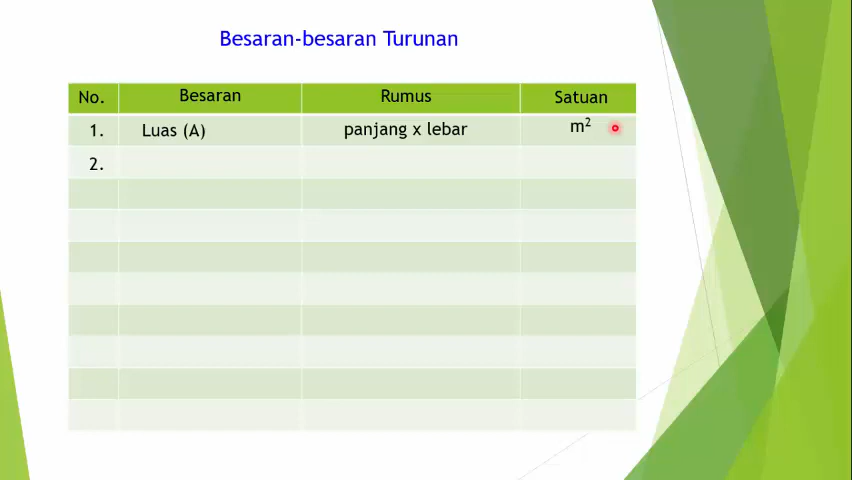 Besaran-besaran Turunan
No. Besaran Rumus Satuan
1. Luas (A) panjang x lebar m²
2.